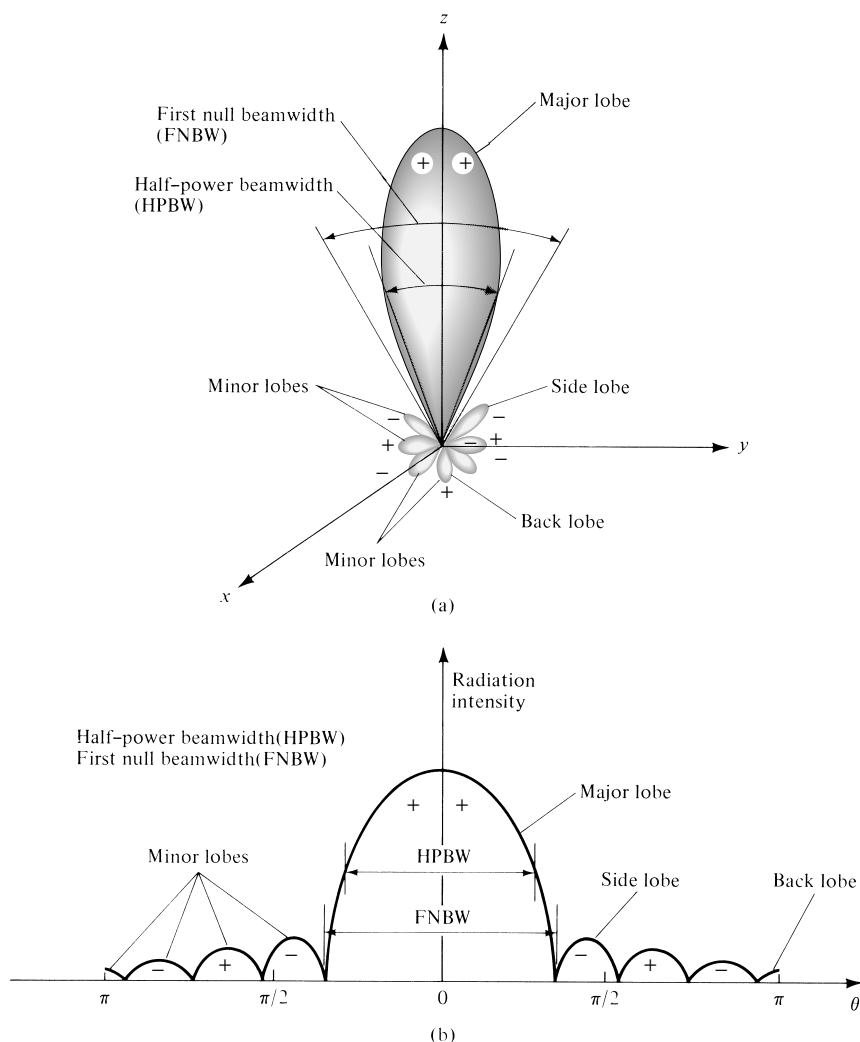 z
Major lobe
First null beamwidth
(FNBW)
+ +
Half-power beamwidth
(HPBW)
Minor lobes
Side lobe
− −
+ − +
− −
+
y
Back lobe
Minor lobes
x
(a)
Radiation
intensity
Half-power beamwidth(HPBW)
First null beamwidth(FNBW)
Major lobe
+ +
Minor lobes
HPBW
Side lobe
Back lobe
FNBW
− + − − + −
π π/2 0 π/2 π θ
(b)